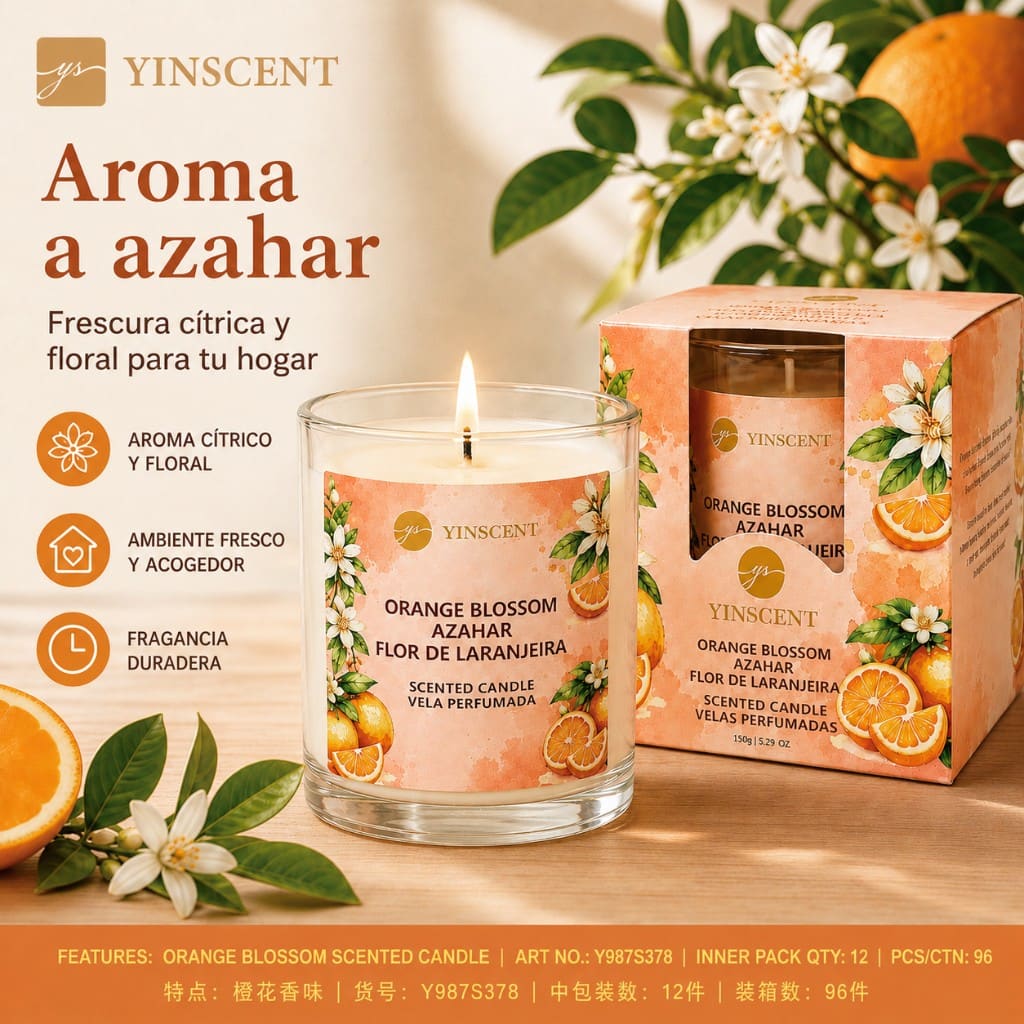 ys YINSCENT
Aroma
a azahar
Frescura cítrica y
floral para tu hogar
AROMA CÍTRICO
Y FLORAL
AMBIENTE FRESCO
Y ACOGEDOR
FRAGANCIA
DURADERA
ys YINSCENT
ORANGE BLOSSOM
AZAHAR
FLOR DE LARANJEIRA
SCENTED CANDLE
VELA PERFUMADA
ys YINSCENT
ORANGE BLOSSOM
AZAHAR
ys
YINSCENT
ORANGE BLOSSOM
AZAHAR
FLOR DE LARANJEIRA
SCENTED CANDLE
VELAS PERFUMADAS
150g | 5.29 OZ
FEATURES: ORANGE BLOSSOM SCENTED CANDLE | ART NO.: Y987S378 | INNER PACK QTY: 12 | PCS/CTN: 96
特点：橙花香味 | 货号：Y987S378 | 中包装数：12件 | 装箱数：96件